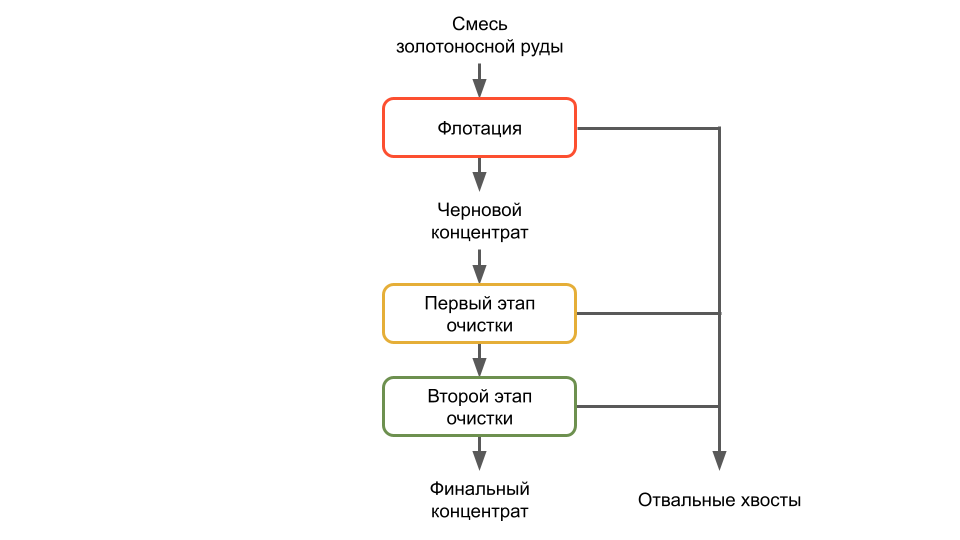 Смесь
золотоносной руды
Флотация
Черновой
концентрат
Первый этап
очистки
Второй этап
очистки
Финальный
концентрат
Отвальные хвосты